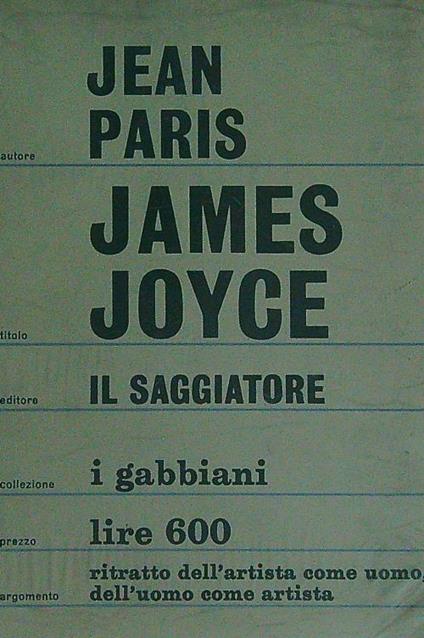 JEAN
autore PARIS
JAMES
titolo JOYCE
editore IL SAGGIATORE
collezione i gabbiani
prezzo lire 600
ritratto dell'artista come uomo,
argomento dell'uomo come artista